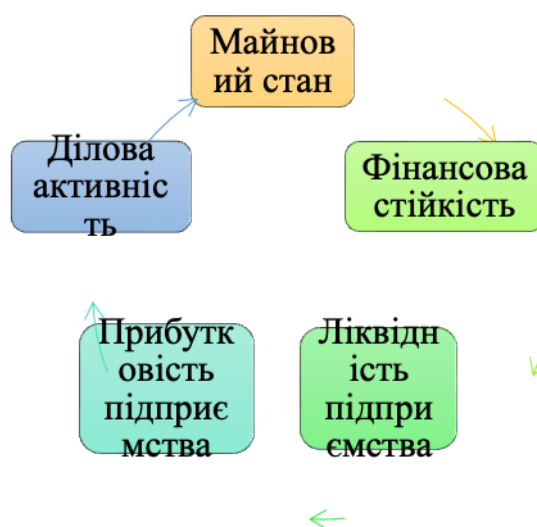 Майнов
ий стан
Фінансова
стійкість
Ліквідн
ість
підпри
ємства
Прибутк
овість
підприє
мства
Ділова
активніс
ть